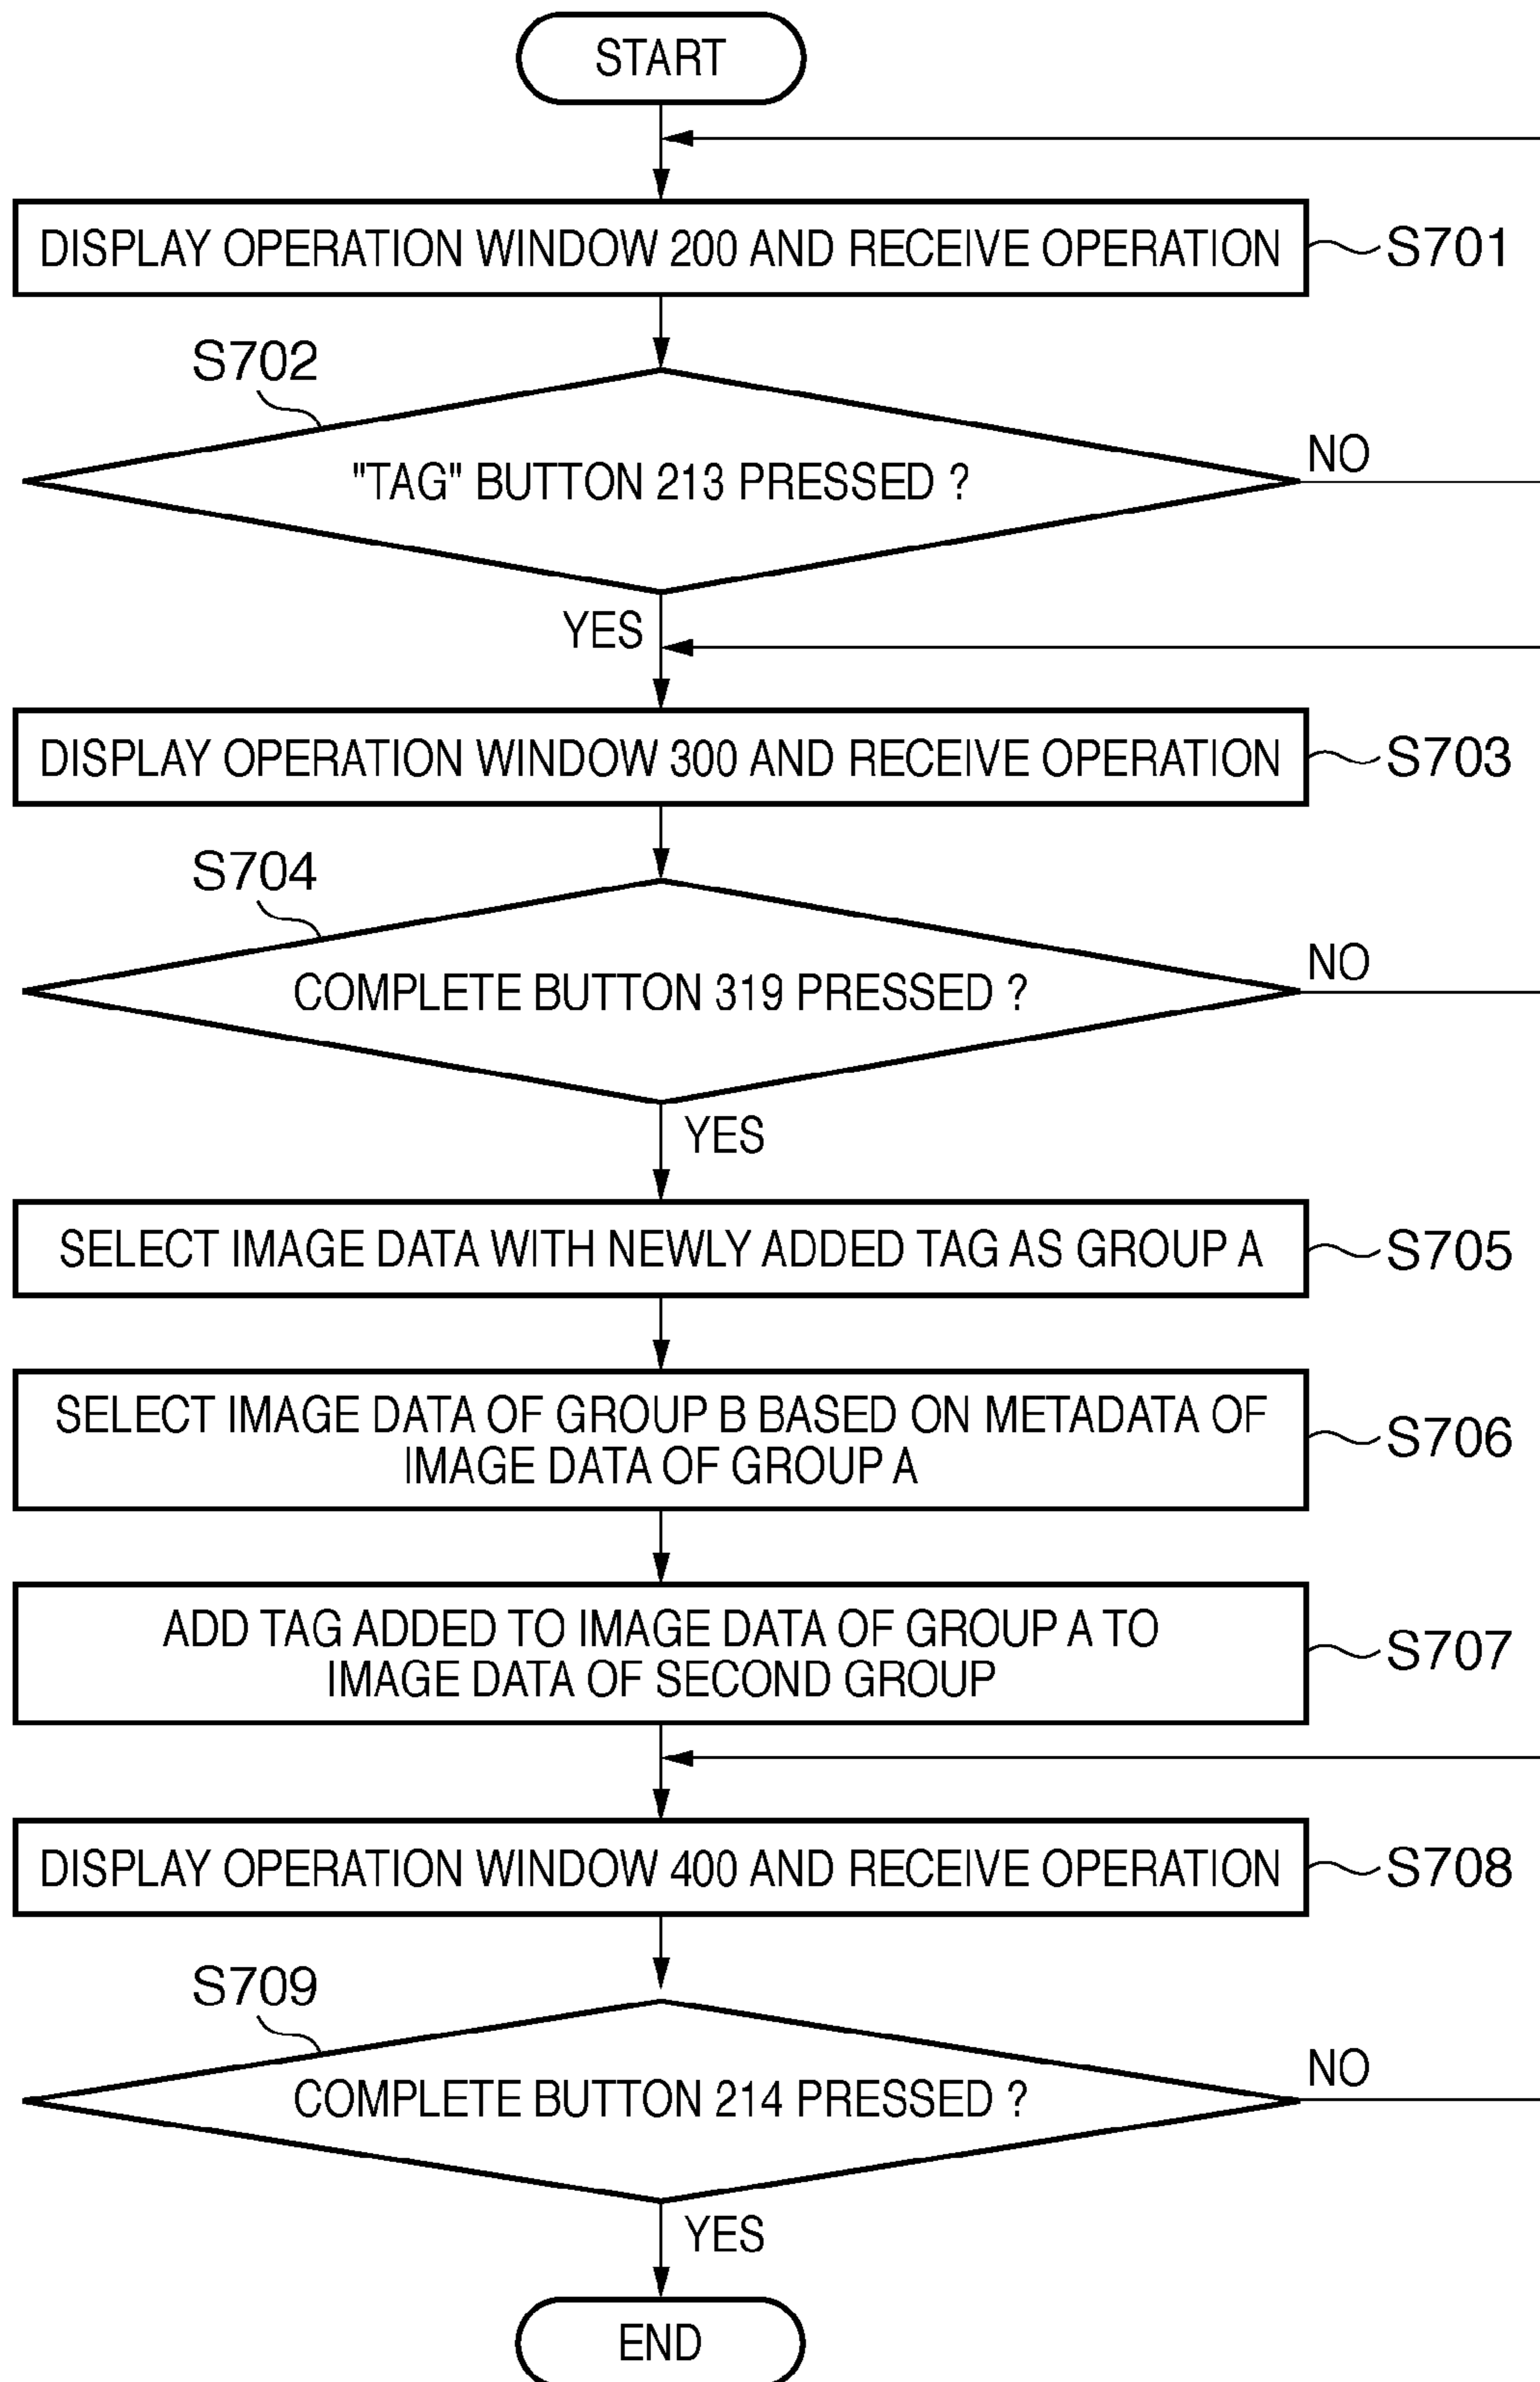 START
DISPLAY OPERATION WINDOW 200 AND RECEIVE OPERATION
S701
S702
"TAG" BUTTON 213 PRESSED ?
NO
YES
DISPLAY OPERATION WINDOW 300 AND RECEIVE OPERATION
S703
S704
COMPLETE BUTTON 319 PRESSED ?
NO
YES
SELECT IMAGE DATA WITH NEWLY ADDED TAG AS GROUP A
S705
SELECT IMAGE DATA OF GROUP B BASED ON METADATA OF
IMAGE DATA OF GROUP A
S706
ADD TAG ADDED TO IMAGE DATA OF GROUP A TO
IMAGE DATA OF SECOND GROUP
S707
DISPLAY OPERATION WINDOW 400 AND RECEIVE OPERATION
S708
S709
COMPLETE BUTTON 214 PRESSED ?
NO
YES
END